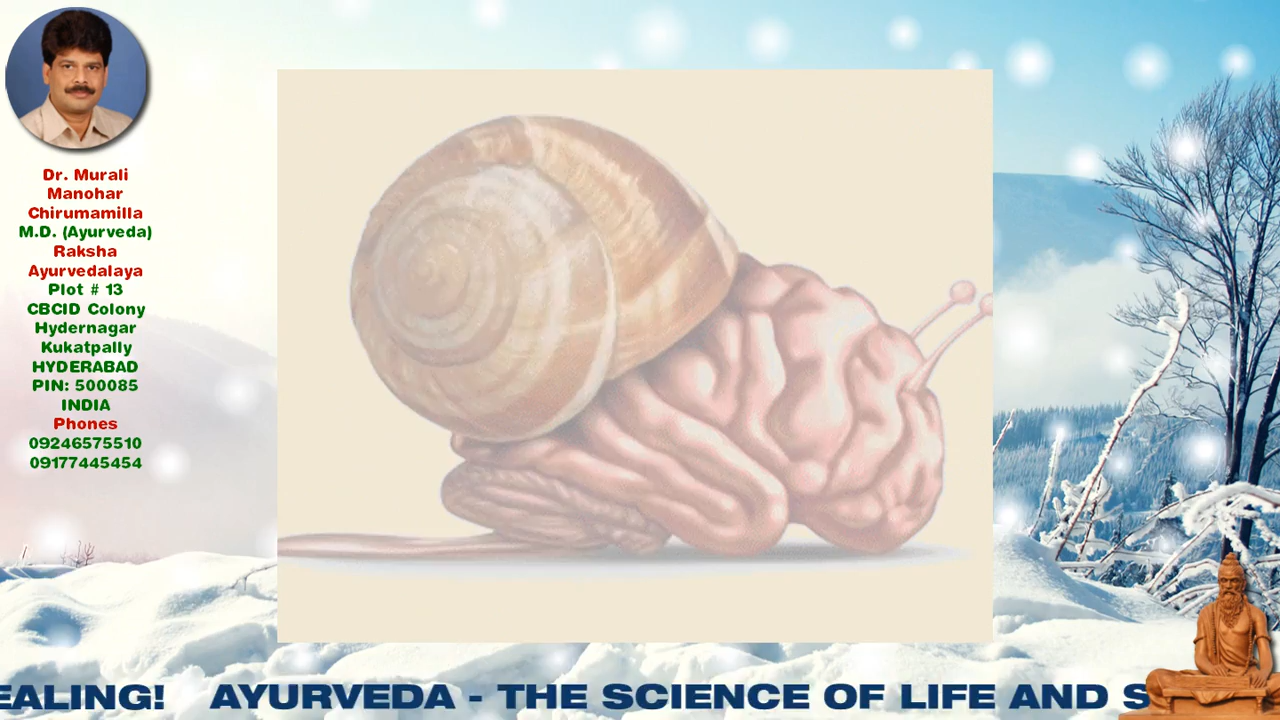 Dr. Murali
Manohar
Chirumamilla
M.D. (Ayurveda)
Raksha
Ayurvedalaya
Plot # 13
CBCID Colony
Hydernagar
Kukatpally
HYDERABAD
PIN: 500085
INDIA
Phones
09246575510
09177445454
EALING! AYURVEDA - THE SCIENCE OF LIFE AND S